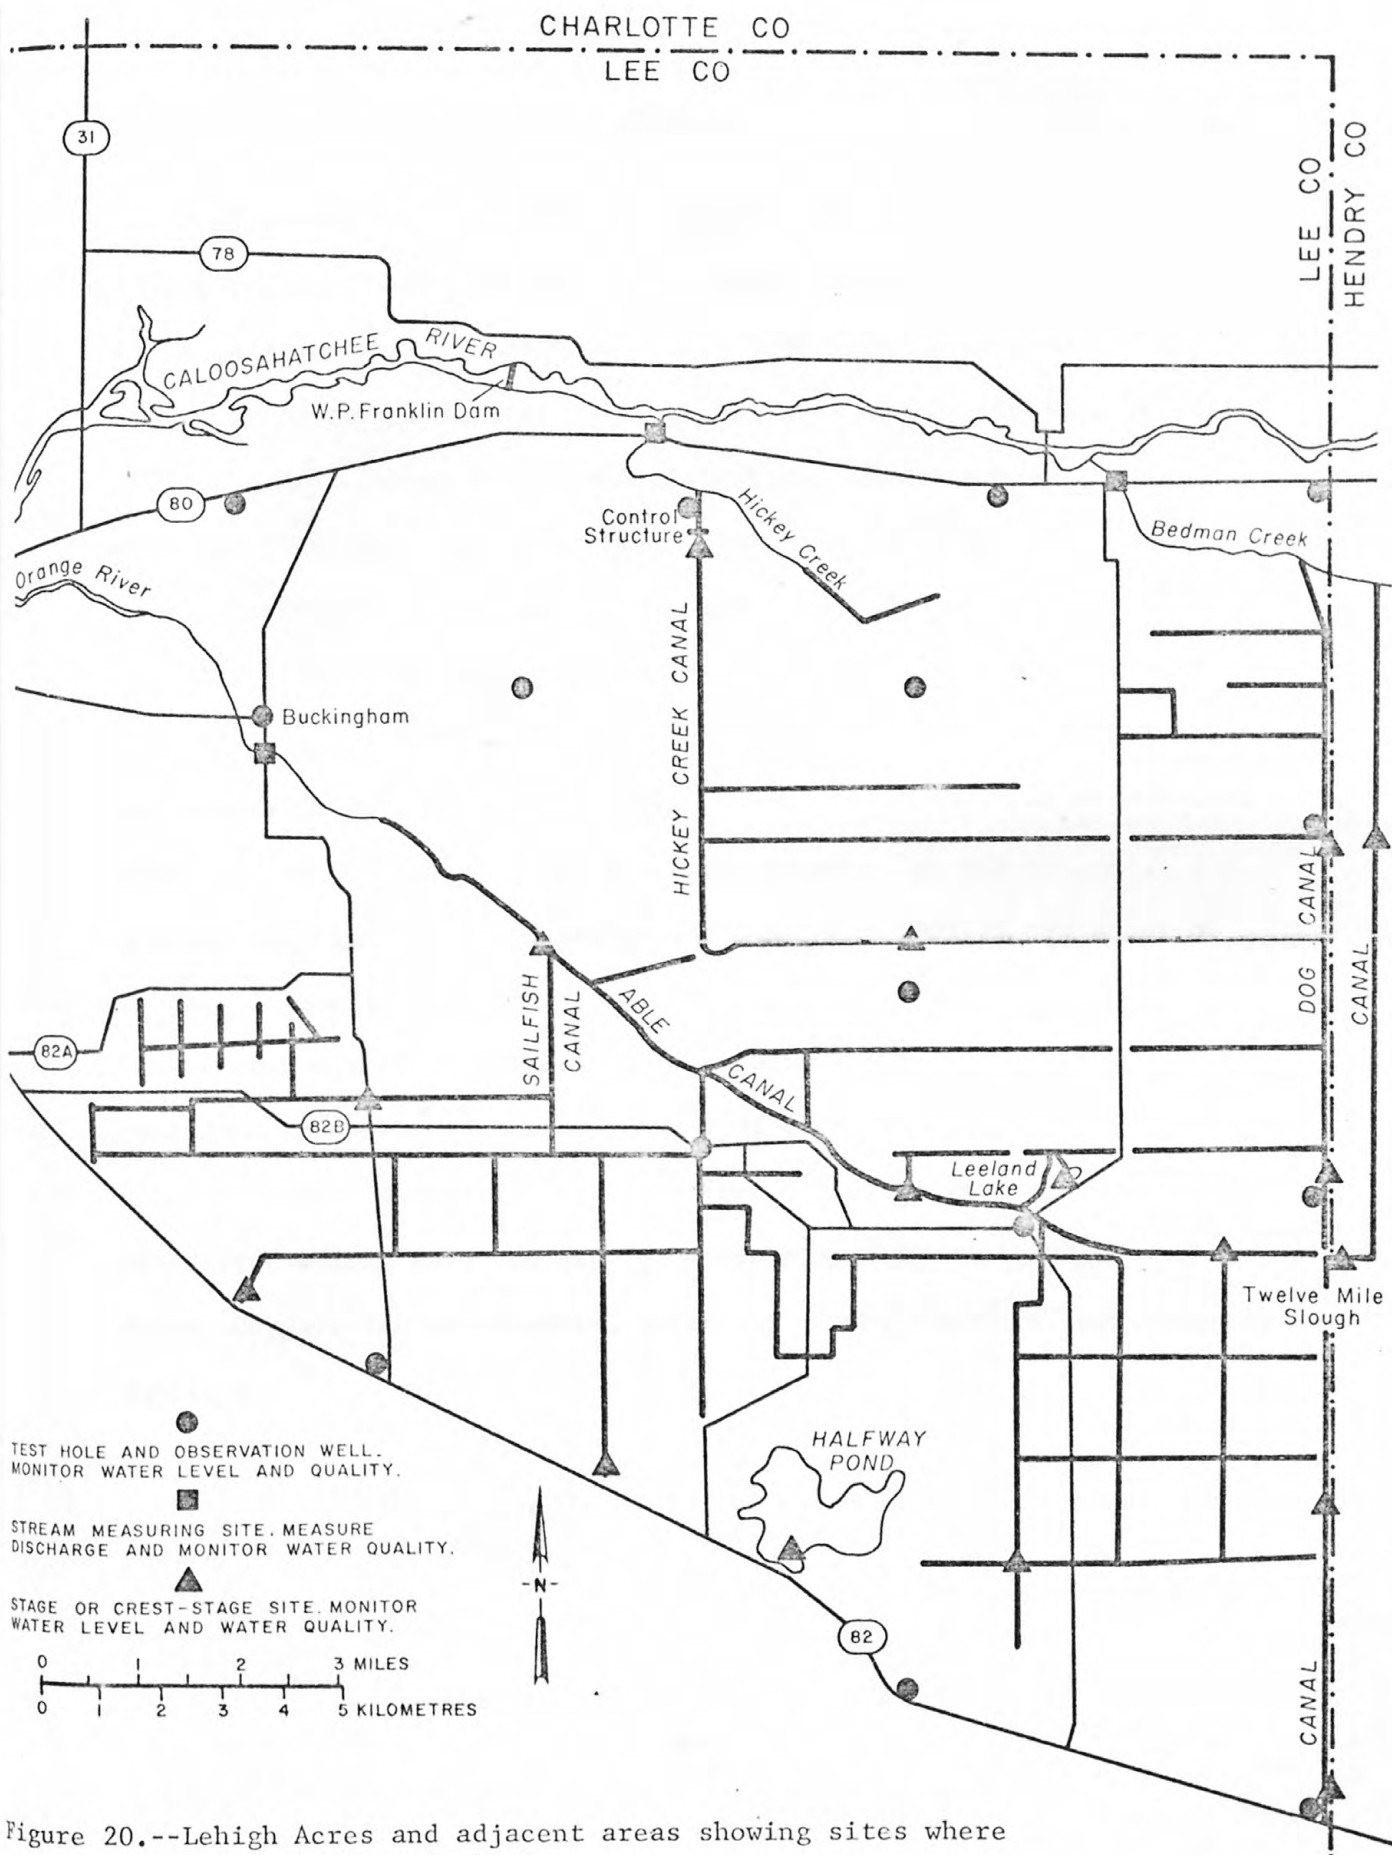 CHARLOTTE CO
LEE CO
31
LEE CO
HENDRY CO
78
CALOOSAHATCHEE RIVER
W.P. Franklin Dam
80
Control
Structure
Hickey Creek
Bedman Creek
Orange River
HICKEY CREEK CANAL
Buckingham
DOG CANAL
CANAL
SAILFISH
CANAL
ABLE
CANAL
82A
82B
Leeland
Lake
Twelve Mile
Slough
HALFWAY
POND
82
CANAL
TEST HOLE AND OBSERVATION WELL.
MONITOR WATER LEVEL AND QUALITY.
STREAM MEASURING SITE. MEASURE
DISCHARGE AND MONITOR WATER QUALITY.
STAGE OR CREST-STAGE SITE. MONITOR
WATER LEVEL AND WATER QUALITY.
-N-
0 1 2 3 MILES
0 1 2 3 4 5 KILOMETRES
Figure 20.--Lehigh Acres and adjacent areas showing sites where